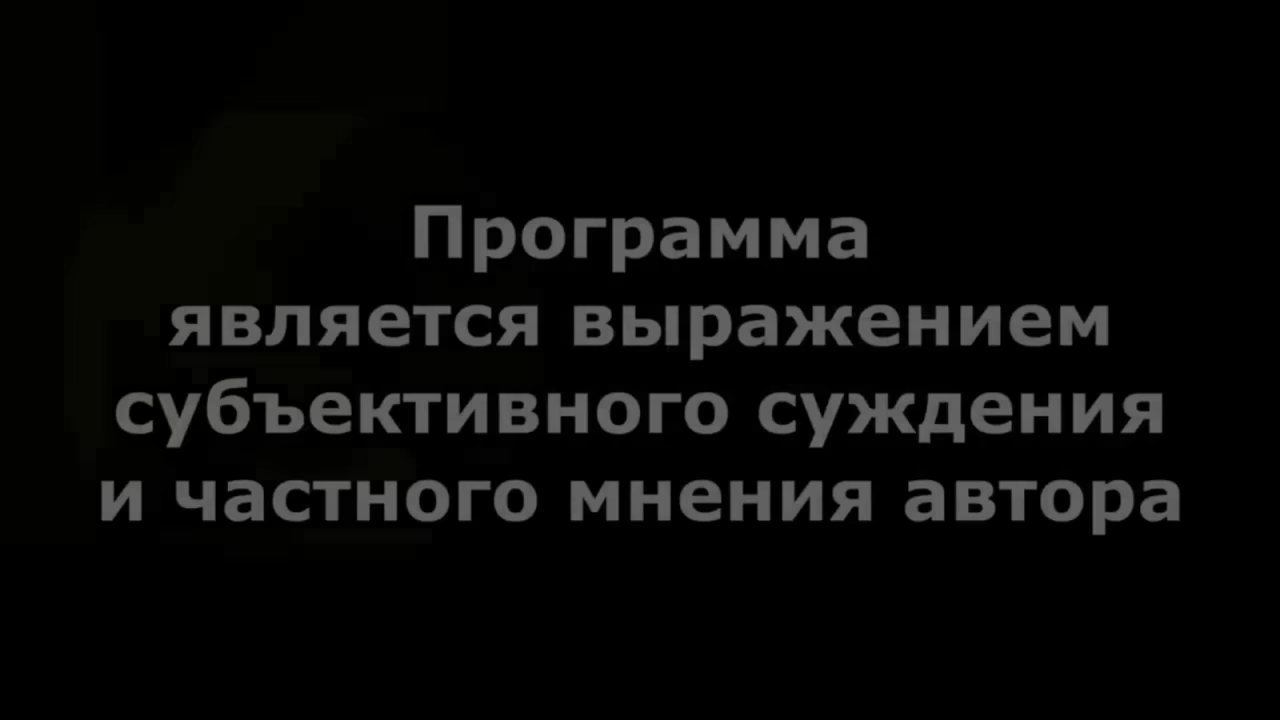 Программа
является выражением
субъективного суждения
и частного мнения автора